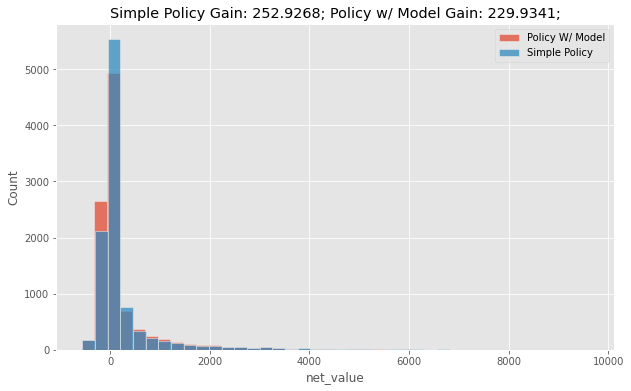 Simple Policy Gain: 252.9268; Policy w/ Model Gain: 229.9341;
Policy W/ Model
Simple Policy
5000
4000
3000
2000
1000
0
Count
0 2000 4000 6000 8000 10000
net_value